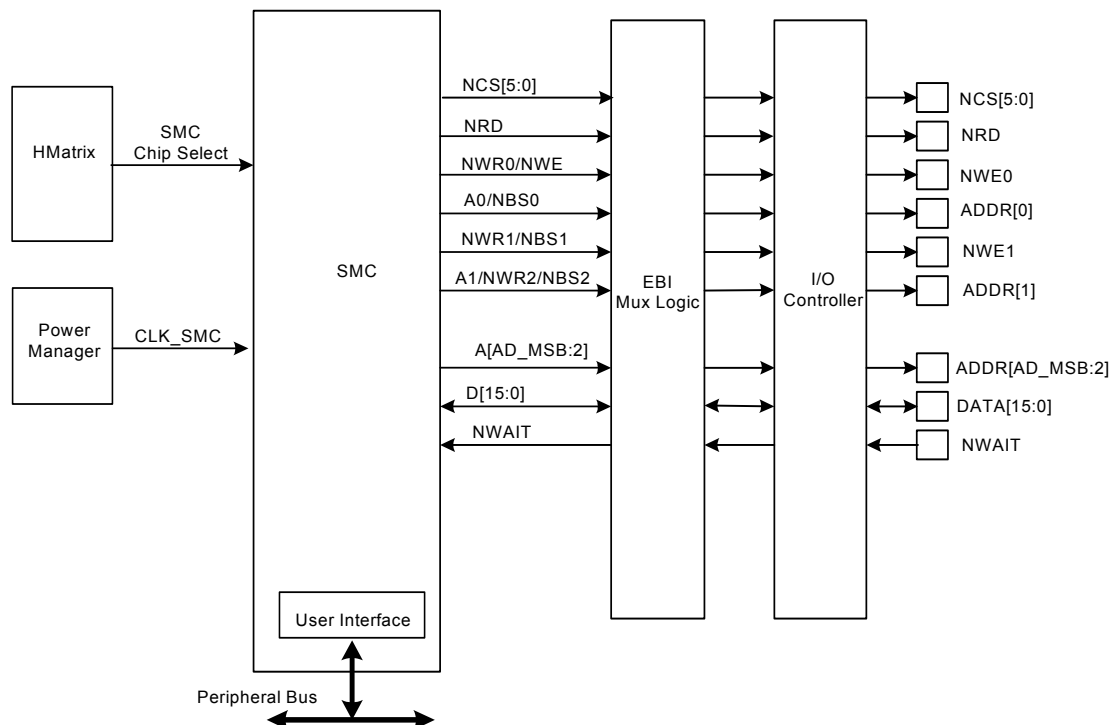 HMatrix
SMC
Chip Select
Power
Manager
CLK_SMC
SMC
User Interface
Peripheral Bus
NCS[5:0]
NRD
NWR0/NWE
A0/NBS0
NWR1/NBS1
A1/NWR2/NBS2
A[AD_MSB:2]
D[15:0]
NWAIT
EBI
Mux Logic
I/O
Controller
NCS[5:0]
NRD
NWE0
ADDR[0]
NWE1
ADDR[1]
ADDR[AD_MSB:2]
DATA[15:0]
NWAIT